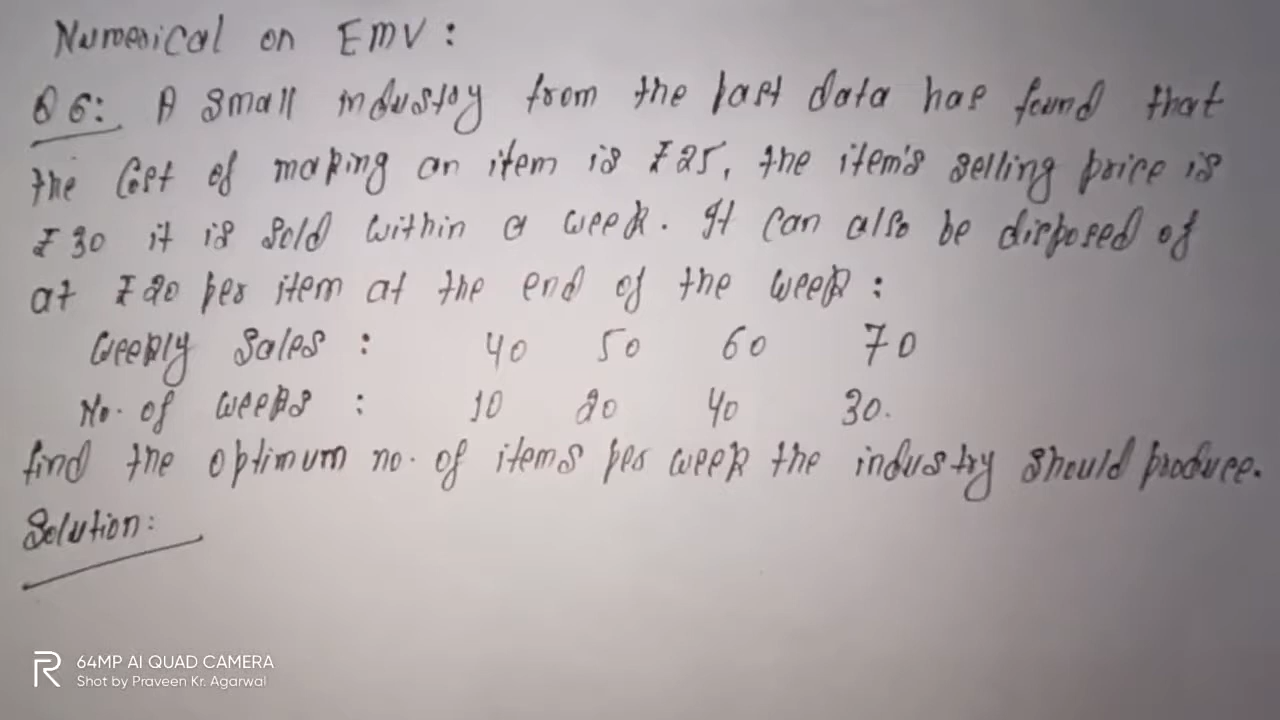 Numerical on EMV :
Q6: A small industry from the past data has found that
the Cost of making an item is ₹25, the item's selling price is
₹30 it is sold within a week. It can also be disposed of
at ₹20 per item at the end of the week :
Weekly Sales : 40 50 60 70
No. of weeks : 10 20 40 30.
find the optimum no. of items per week the industry should produce.
Solution:
64MP AI QUAD CAMERA
Shot by Praveen Kr. Agarwal